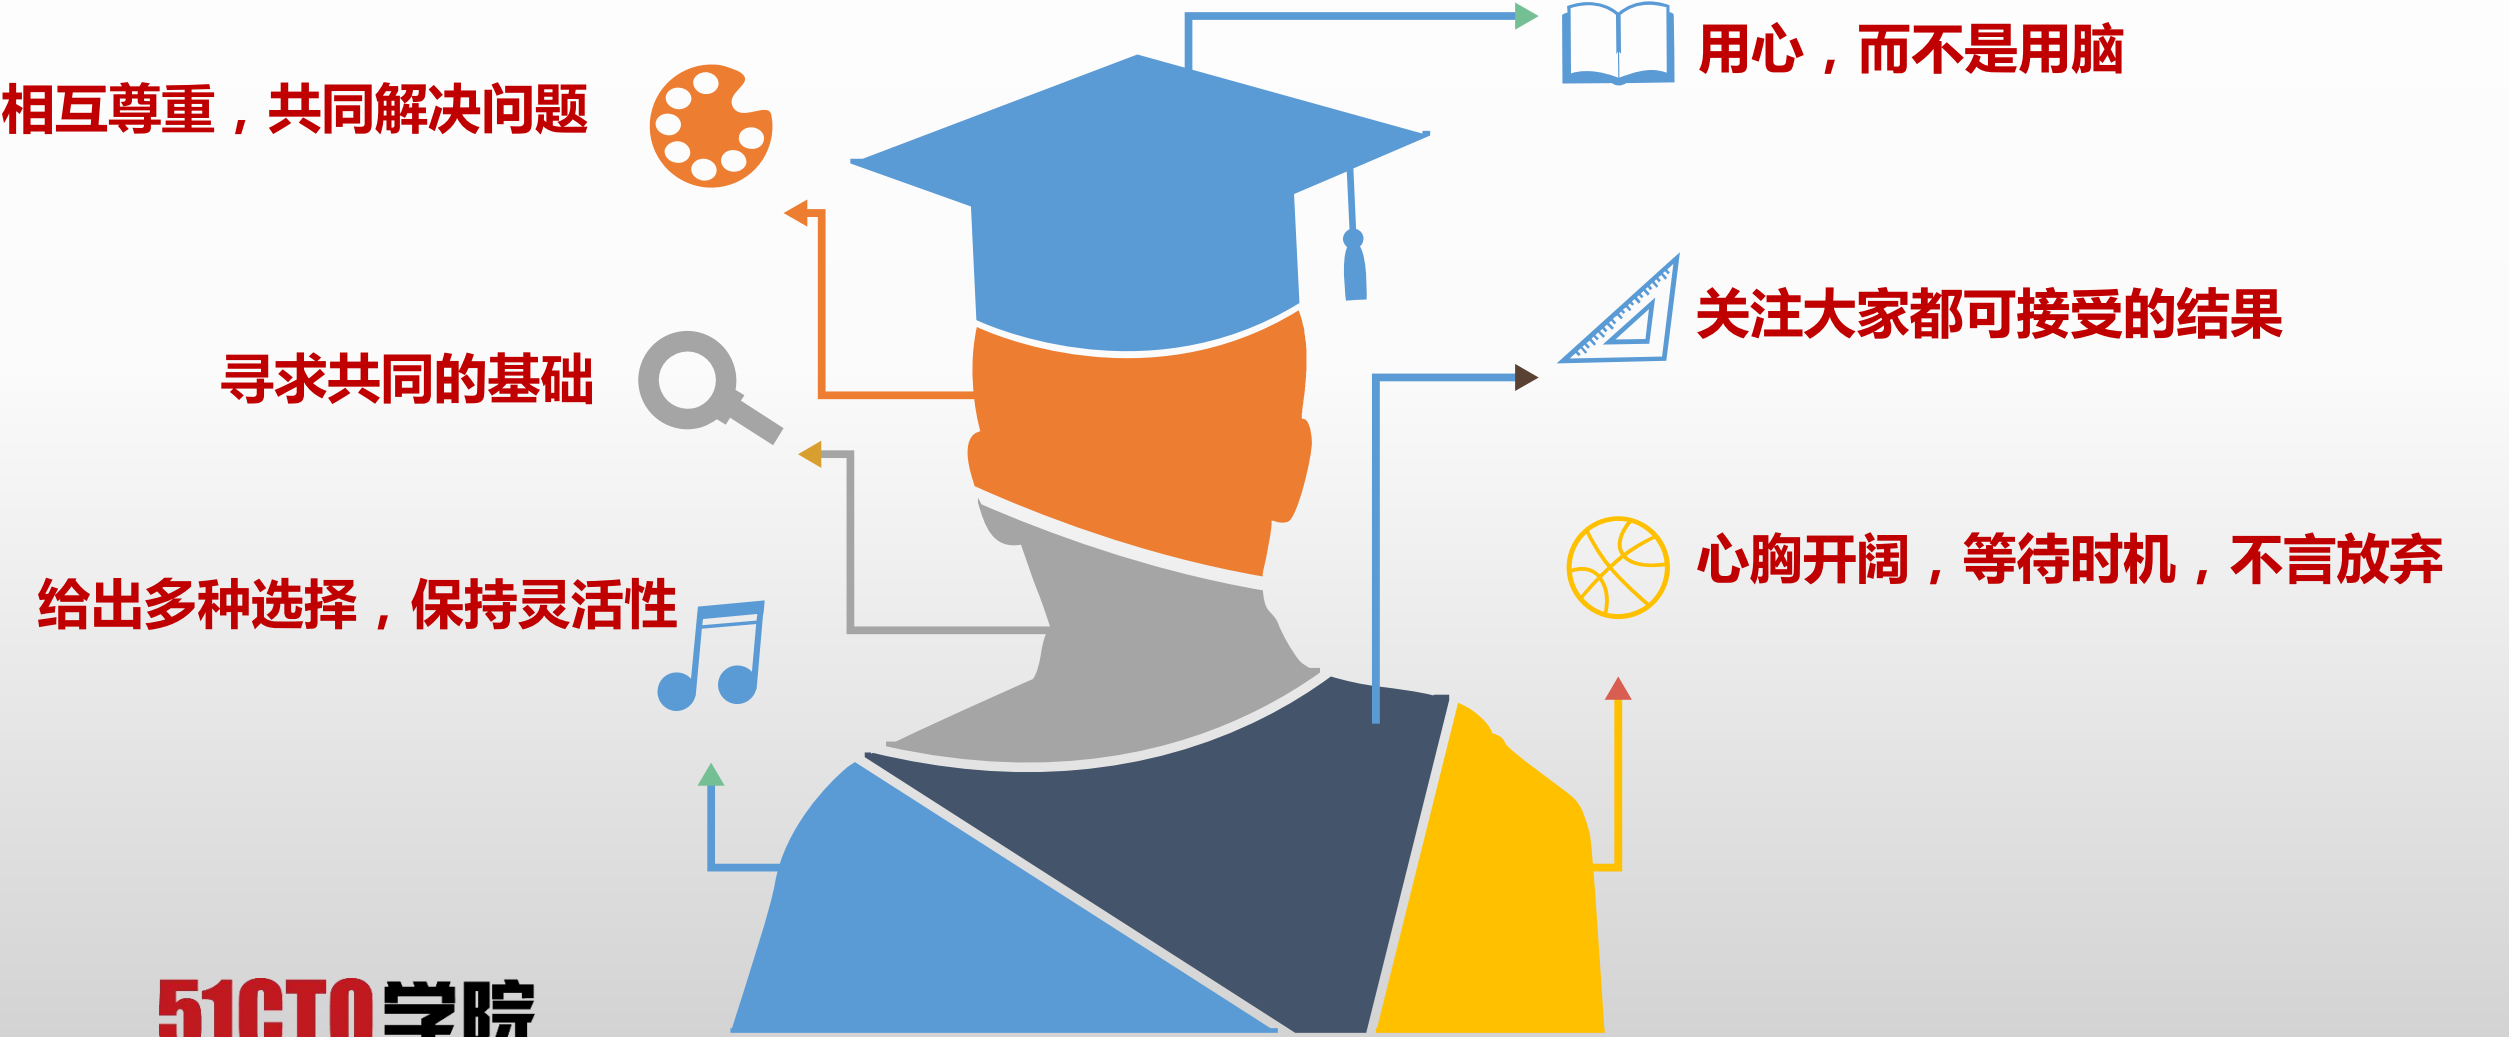 用心，而不是用脑
相互尊重，共同解决问题
关注大家都可接受的结果
寻求共同的基础
心胸开阔，等待时机，不言放弃
给出多种选择，保持灵活性
51CTO学院